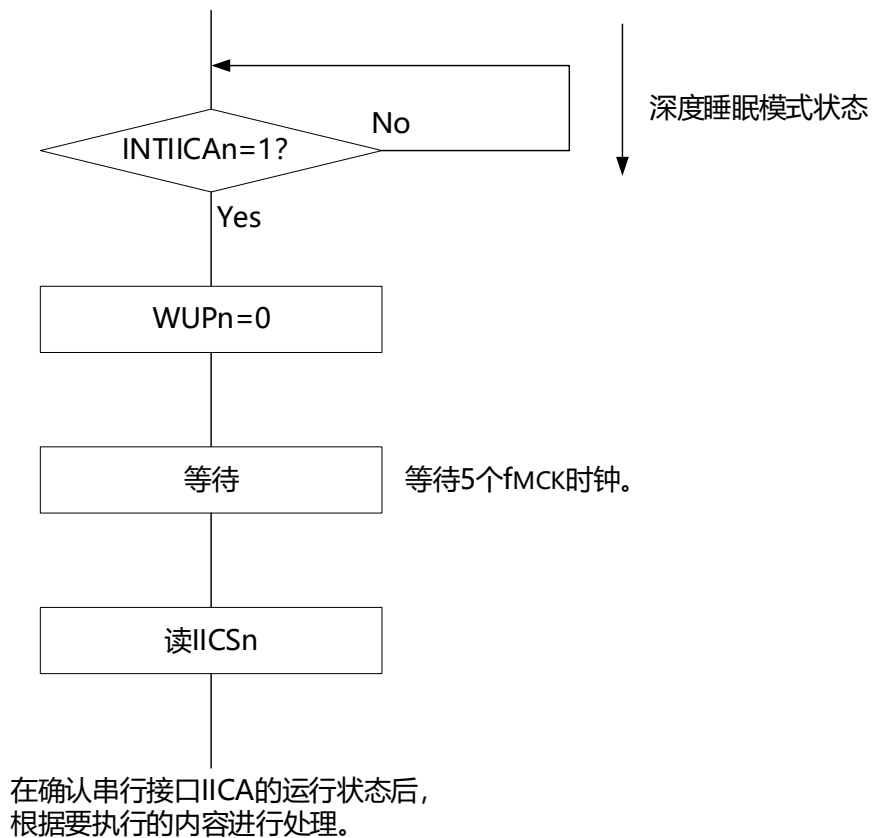 深度睡眠模式状态
No
INTIICAn=1?
Yes
WUPn=0
等待 等待5个fMCK时钟。
读IICSn
在确认串行接口IICA的运行状态后，
根据要执行的内容进行处理。